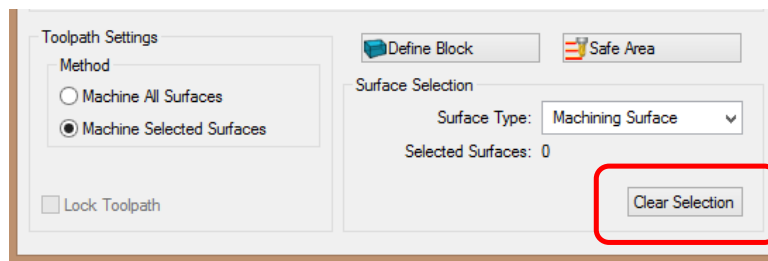 Toolpath Settings
Method
Machine All Surfaces
Machine Selected Surfaces
Lock Toolpath
Define Block
Safe Area
Surface Selection
Surface Type: Machining Surface
Selected Surfaces: 0
Clear Selection